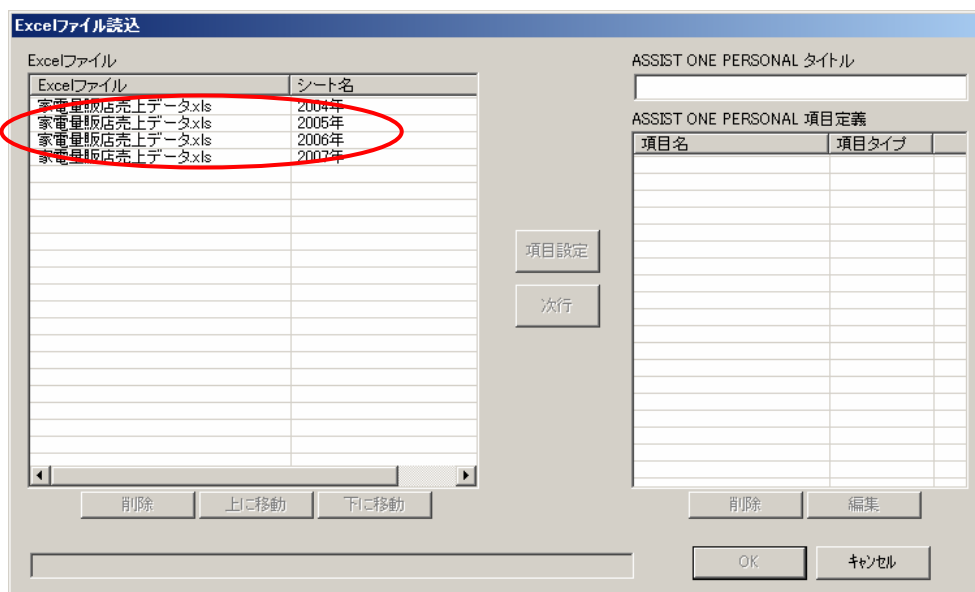 Excelファイル読込
Excelファイル
Excelファイル シート名
家電量販店売上データ.xls 2004年
家電量販店売上データ.xls 2005年
家電量販店売上データ.xls 2006年
家電量販店売上データ.xls 2007年
削除 上に移動 下に移動
項目設定
次行
ASSIST ONE PERSONAL タイトル
ASSIST ONE PERSONAL 項目定義
項目名 項目タイプ
削除 編集
OK キャンセル